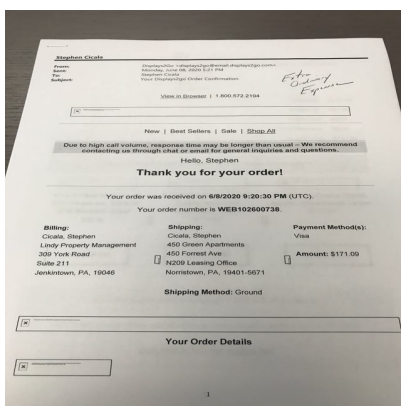 Stephen Cicala
From: Displays2Go <displays2go@email-displays2go.com>
Sent: Monday, June 08, 2020 5:21 PM
To: Stephen Cicala
Subject: Your Displays2go Order Confirmation
Extra
Ordinary
Expense
View in Browser | 1.800.572.2194
New | Best Sellers | Sale | Shop All
Due to high call volume, response time may be longer than usual – We recommend
contacting us through chat or email for general inquiries and questions.
Hello, Stephen
Thank you for your order!
Your order was received on 6/8/2020 9:20:30 PM (UTC).
Your order number is WEB102600738.
Billing: Shipping: Payment Method(s):
Cicala, Stephen Cicala, Stephen Visa
Lindy Property Management 450 Green Apartments
309 York Road 450 Forrest Ave Amount: $171.09
Suite 211 N209 Leasing Office
Jenkintown, PA, 19046 Norristown, PA, 19401-5671
Shipping Method: Ground
Your Order Details
1